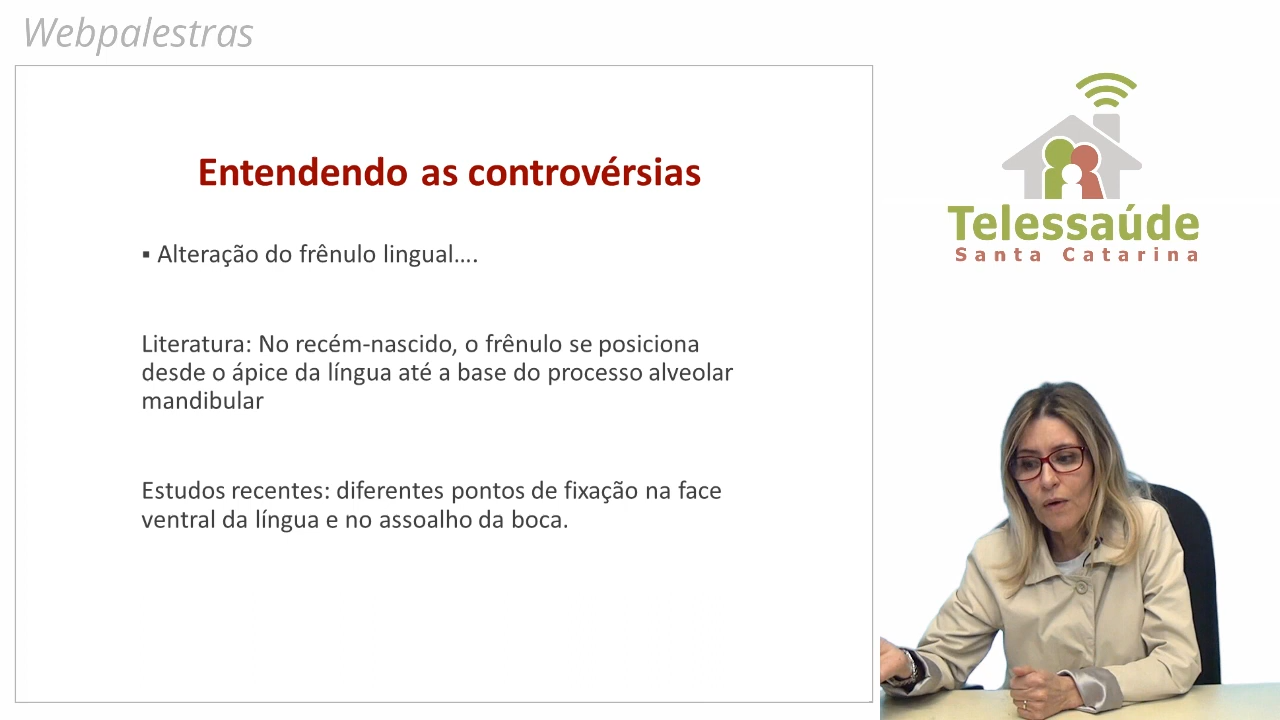 Webpalestras
Entendendo as controvérsias
▪ Alteração do frênulo lingual....
Literatura: No recém-nascido, o frênulo se posiciona
desde o ápice da língua até a base do processo alveolar
mandibular
Estudos recentes: diferentes pontos de fixação na face
ventral da língua e no assoalho da boca.
Telessaúde
Santa Catarina